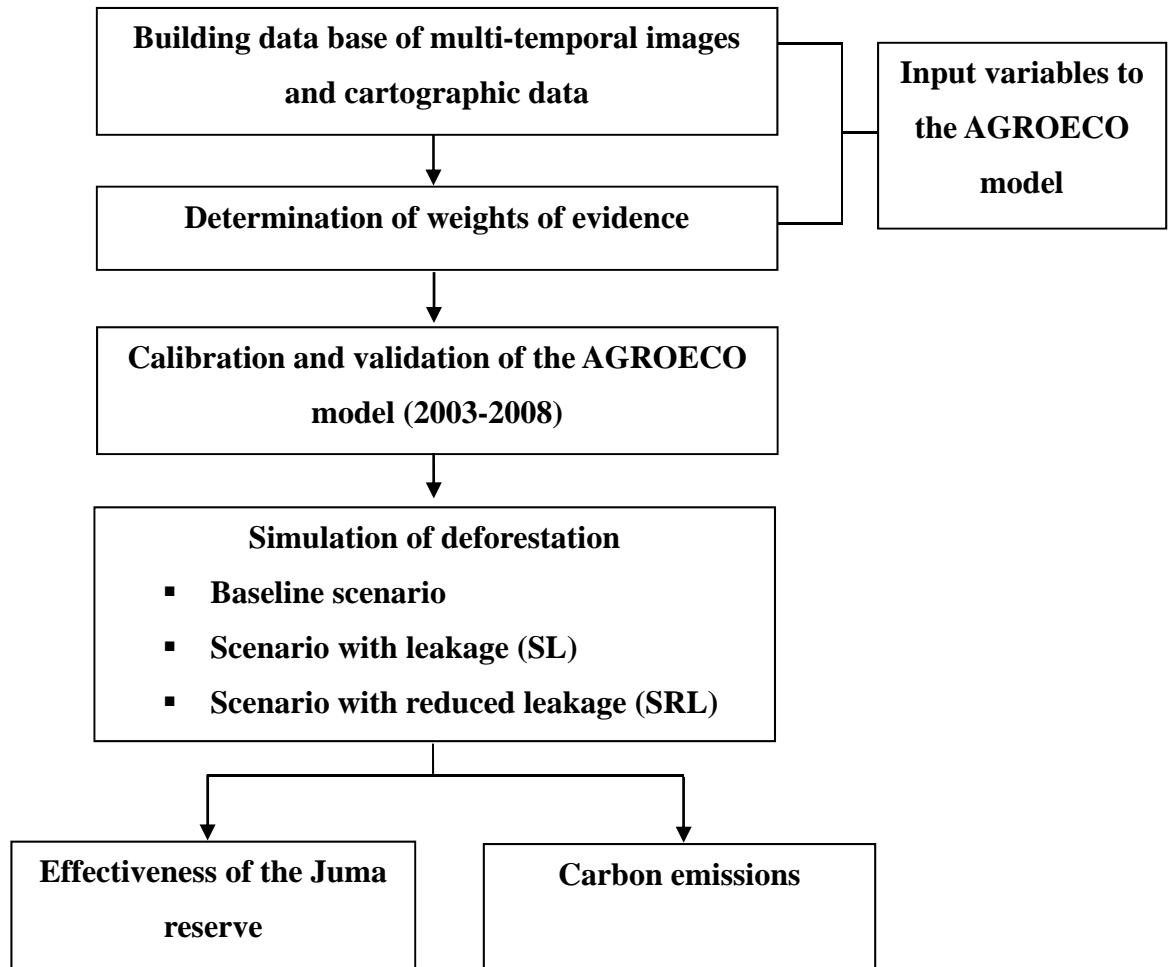 Building data base of multi-temporal images
and cartographic data
Input variables to
the AGROECO
model
Determination of weights of evidence
Calibration and validation of the AGROECO
model (2003-2008)
Simulation of deforestation
▪ Baseline scenario
▪ Scenario with leakage (SL)
▪ Scenario with reduced leakage (SRL)
Effectiveness of the Juma
reserve
Carbon emissions